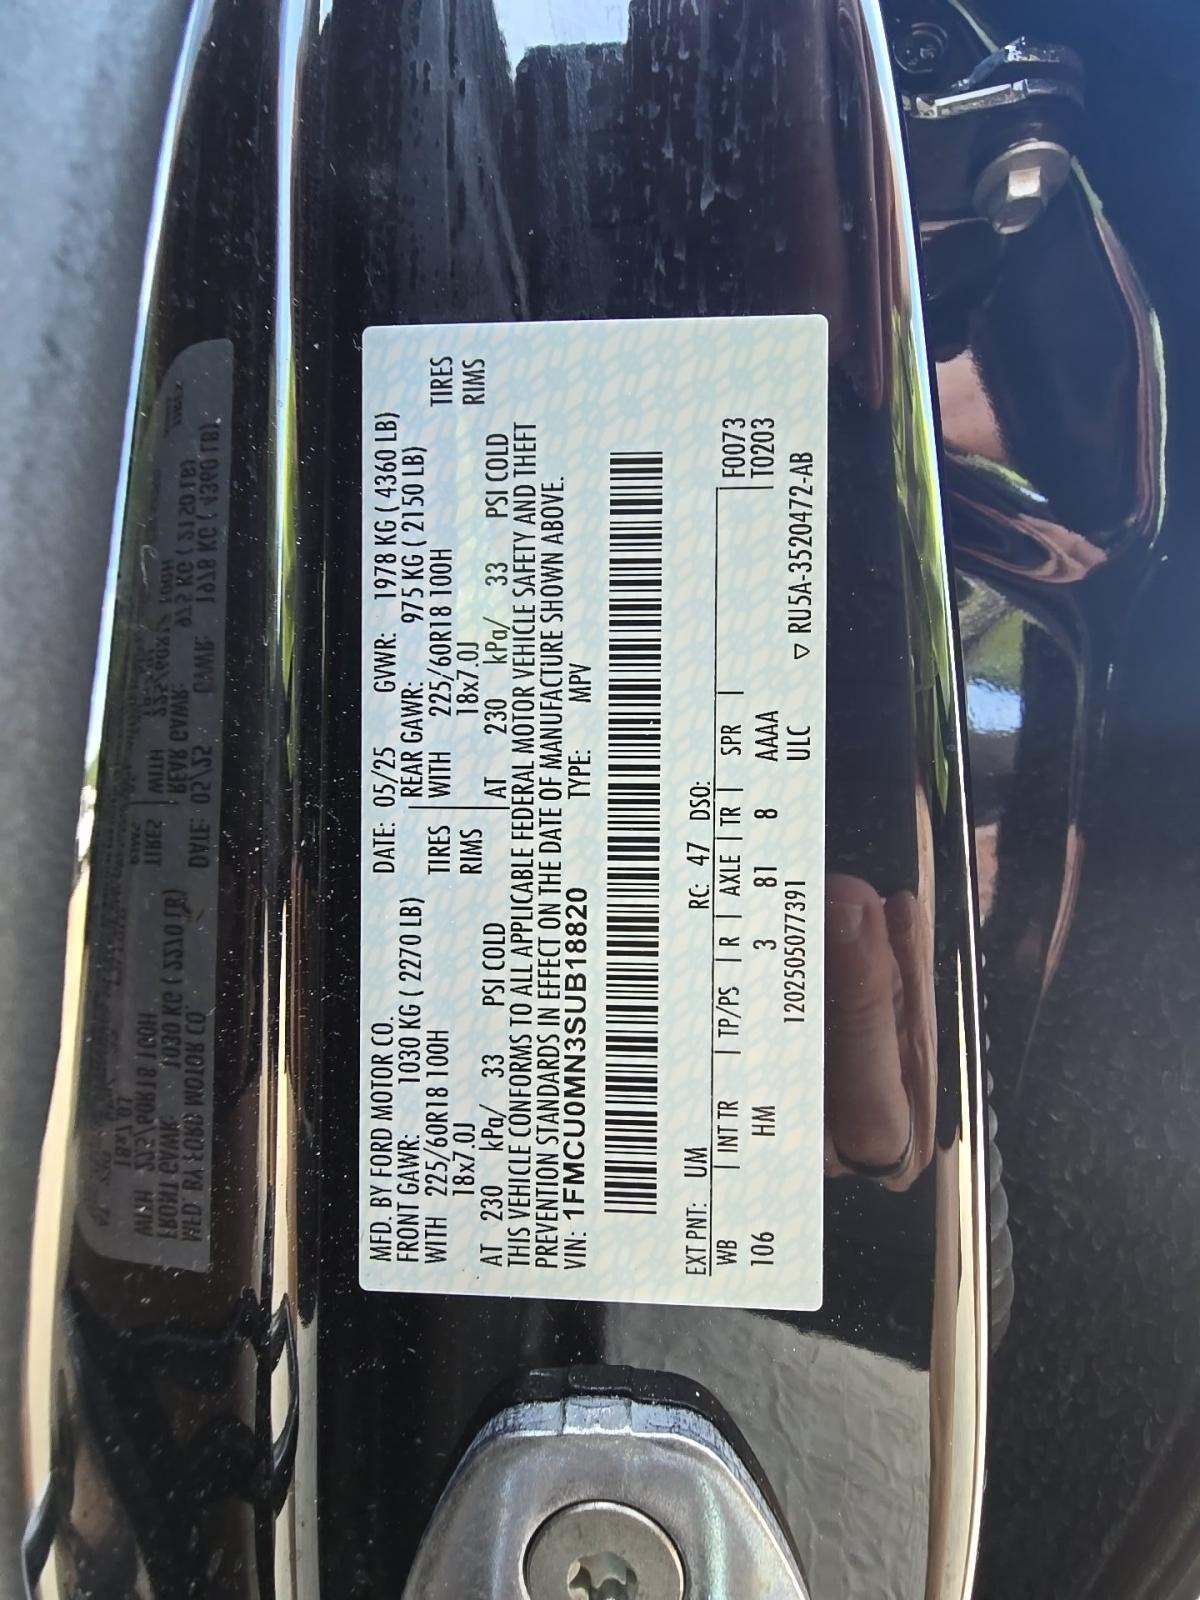 MFD. BY FORD MOTOR CO. DATE: 05/25 GVWR: 1978 KG ( 4360 LB)
FRONT GAWR: 1030 KG ( 2270 LB) REAR GAWR: 975 KG ( 2150 LB)
WITH 225/60R18 100H TIRES WITH 225/60R18 100H TIRES
18x7.0J RIMS 18x7.0J RIMS
AT 230 kPa/ 33 PSI COLD AT 230 kPa/ 33 PSI COLD
THIS VEHICLE CONFORMS TO ALL APPLICABLE FEDERAL MOTOR VEHICLE SAFETY AND THEFT
PREVENTION STANDARDS IN EFFECT ON THE DATE OF MANUFACTURE SHOWN ABOVE.
VIN: 1FMCU0MN3SUB18820 TYPE: MPV
EXT PNT: UM RC: 47 DSO:
WB | INT TR | TP/PS | R | AXLE | TR | SPR | F0073
106 HM 3 81 8 AAAA T0203
120250507391 ULC ▽ RU5A-3520472-AB